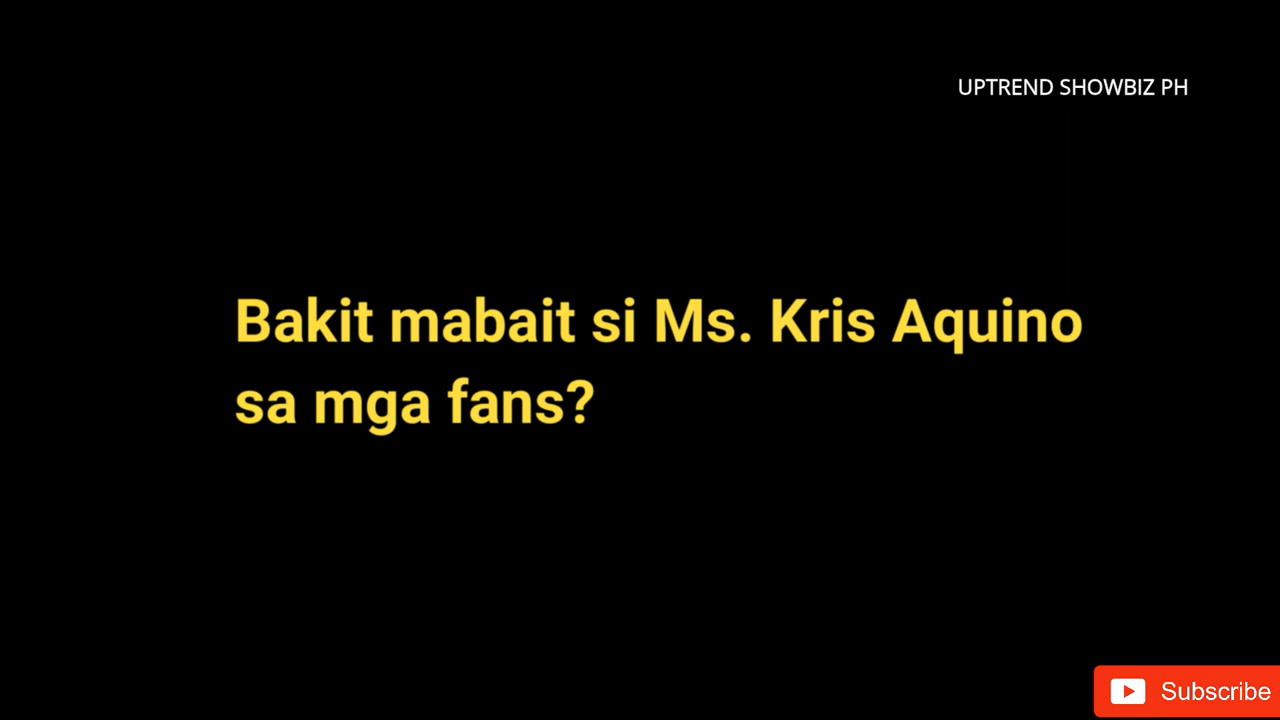 UPTREND SHOWBIZ PH
Bakit mabait si Ms. Kris Aquino
sa mga fans?
Subscribe